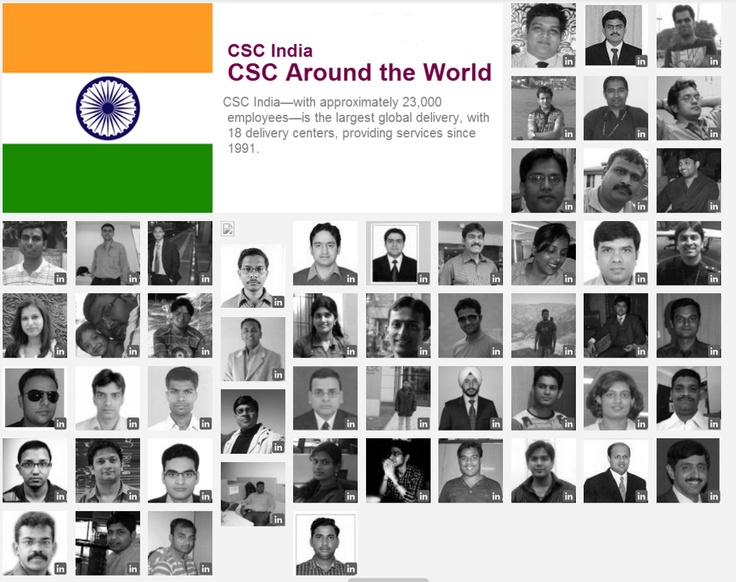 CSC India
CSC Around the World
CSC India—with approximately 23,000
employees—is the largest global delivery, with
18 delivery centers, providing services since
1991.